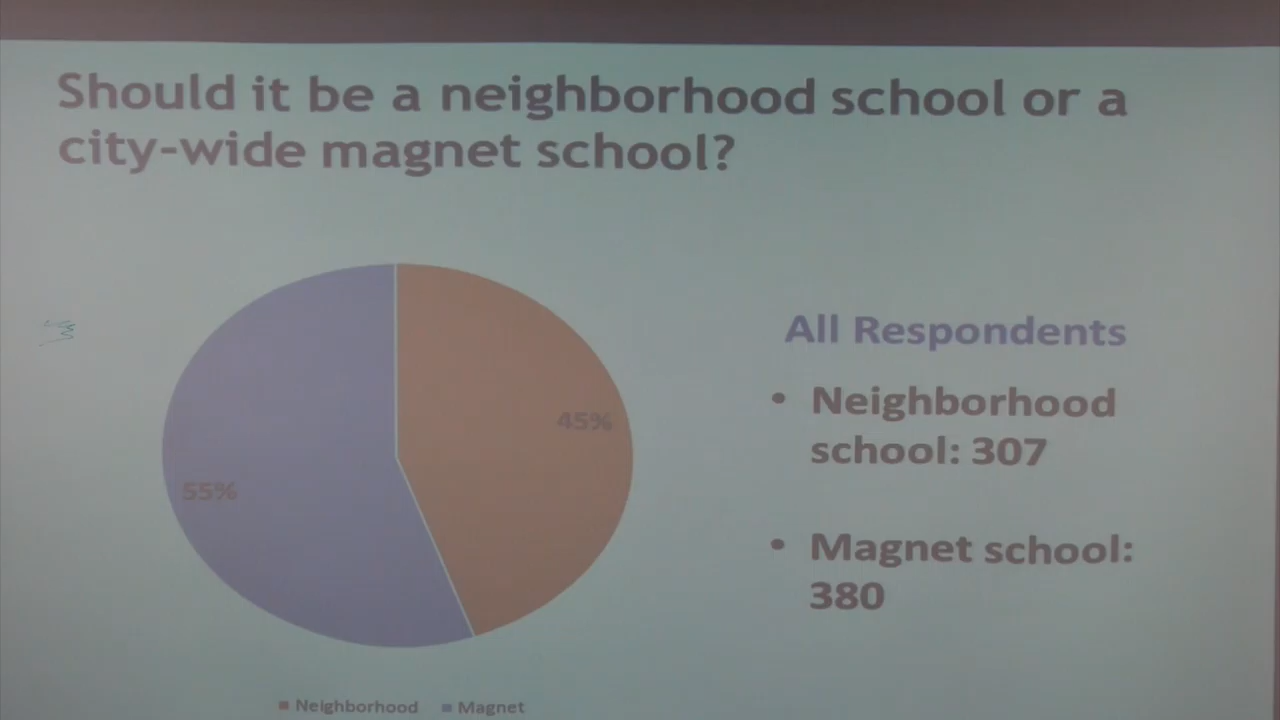 Should it be a neighborhood school or a
city-wide magnet school?
45%
55%
All Respondents
• Neighborhood
school: 307
• Magnet school:
380
Neighborhood Magnet